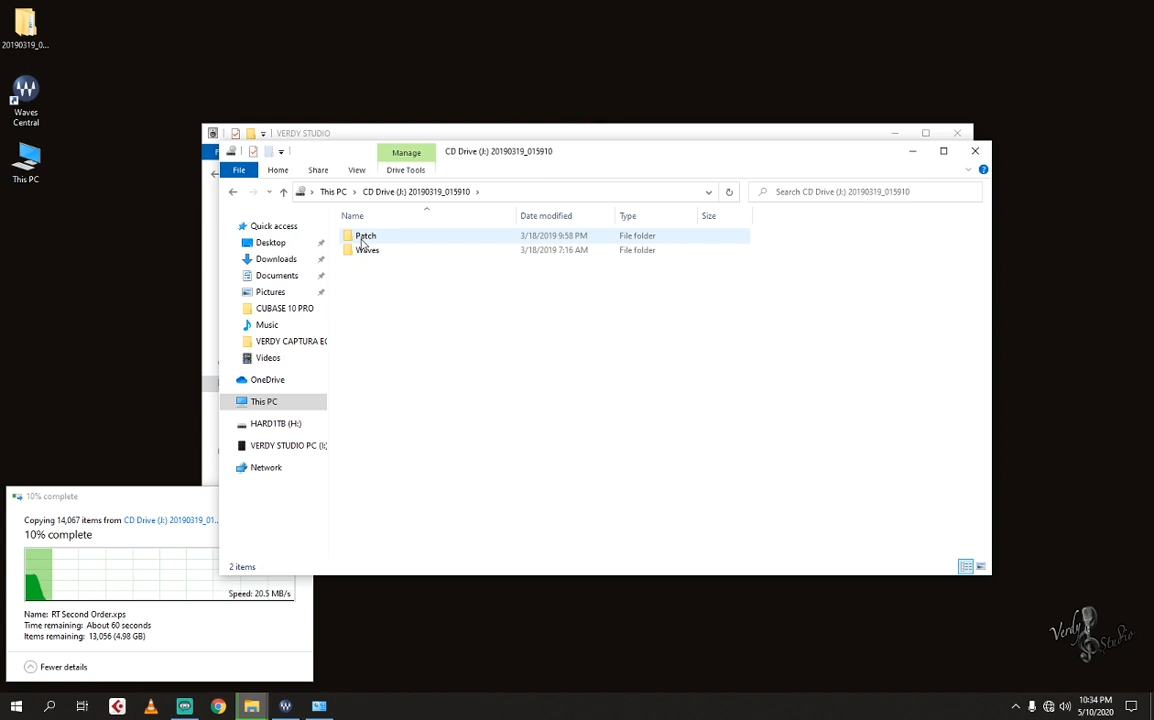 20190319_0...
Waves
Central
This PC
VERDY STUDIO
Manage
CD Drive (J:) 20190319_015910
File
Home
Share
View
Drive Tools
This PC > CD Drive (J:) 20190319_015910 >
Search CD Drive (J:) 20190319_015910
Name
Date modified
Type
Size
Patch
3/18/2019 9:58 PM
File folder
Waves
3/18/2019 7:16 AM
File folder
Quick access
Desktop
Downloads
Documents
Pictures
CUBASE 10 PRO
Music
VERDY CAPTURA EC
Videos
OneDrive
This PC
HARD1TB (H:)
VERDY STUDIO PC (I:)
Network
2 items
10% complete
Copying 14,067 items from CD Drive (J:) 20190319_01...
10% complete
Speed: 20.5 MB/s
Name: RT Second Order.xps
Time remaining: About 60 seconds
Items remaining: 13,056 (4.98 GB)
Fewer details
Verdy Studio
10:34 PM
5/10/2020